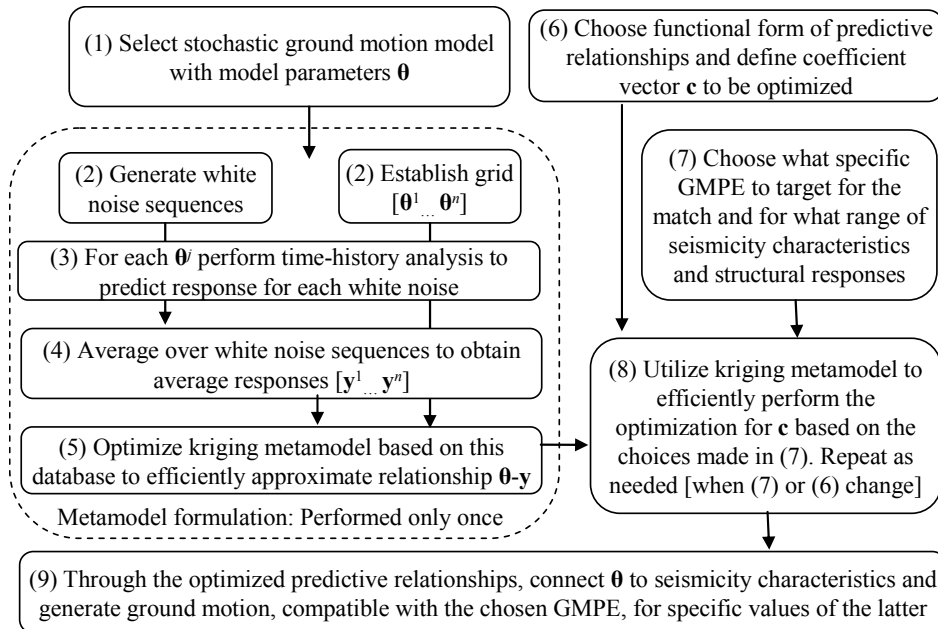 (1) Select stochastic ground motion model
with model parameters θ
(6) Choose functional form of predictive
relationships and define coefficient
vector c to be optimized
(2) Generate white
noise sequences
(2) Establish grid
[θ¹ ... θⁿ]
(7) Choose what specific
GMPE to target for the
match and for what range of
seismicity characteristics
and structural responses
(3) For each θʲ perform time-history analysis to
predict response for each white noise
(4) Average over white noise sequences to obtain
average responses [y¹ ... yⁿ]
(5) Optimize kriging metamodel based on this
database to efficiently approximate relationship θ-y
Metamodel formulation: Performed only once
(8) Utilize kriging metamodel to
efficiently perform the
optimization for c based on the
choices made in (7). Repeat as
needed [when (7) or (6) change]
(9) Through the optimized predictive relationships, connect θ to seismicity characteristics and
generate ground motion, compatible with the chosen GMPE, for specific values of the latter